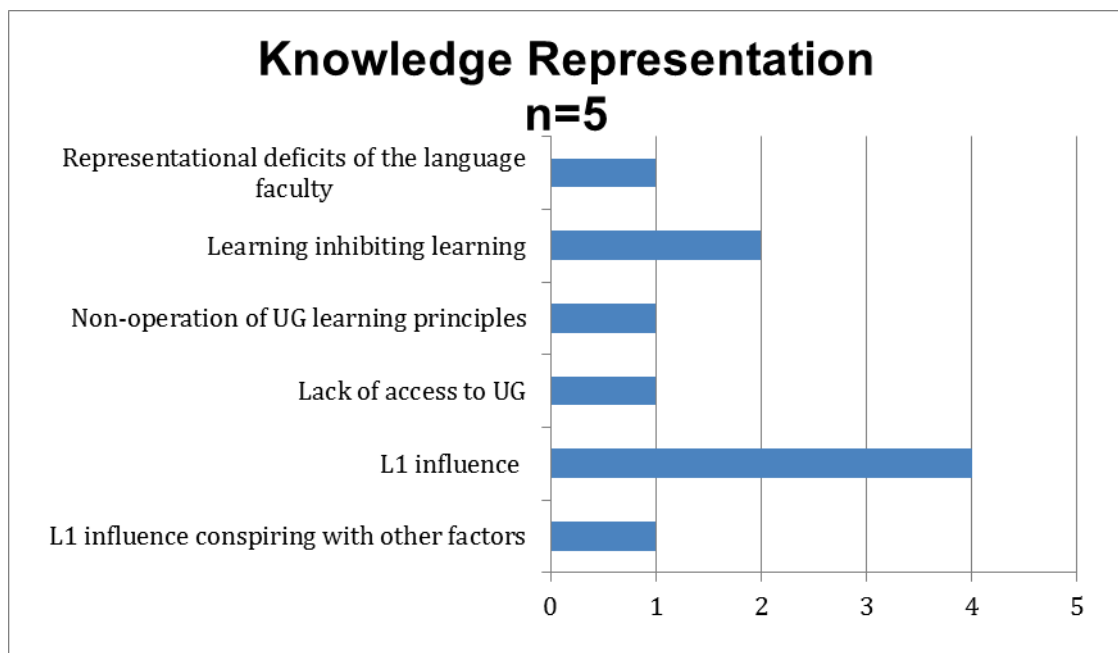 Knowledge Representation
n=5
Representational deficits of the language
faculty
Learning inhibiting learning
Non-operation of UG learning principles
Lack of access to UG
L1 influence
L1 influence conspiring with other factors
0 1 2 3 4 5